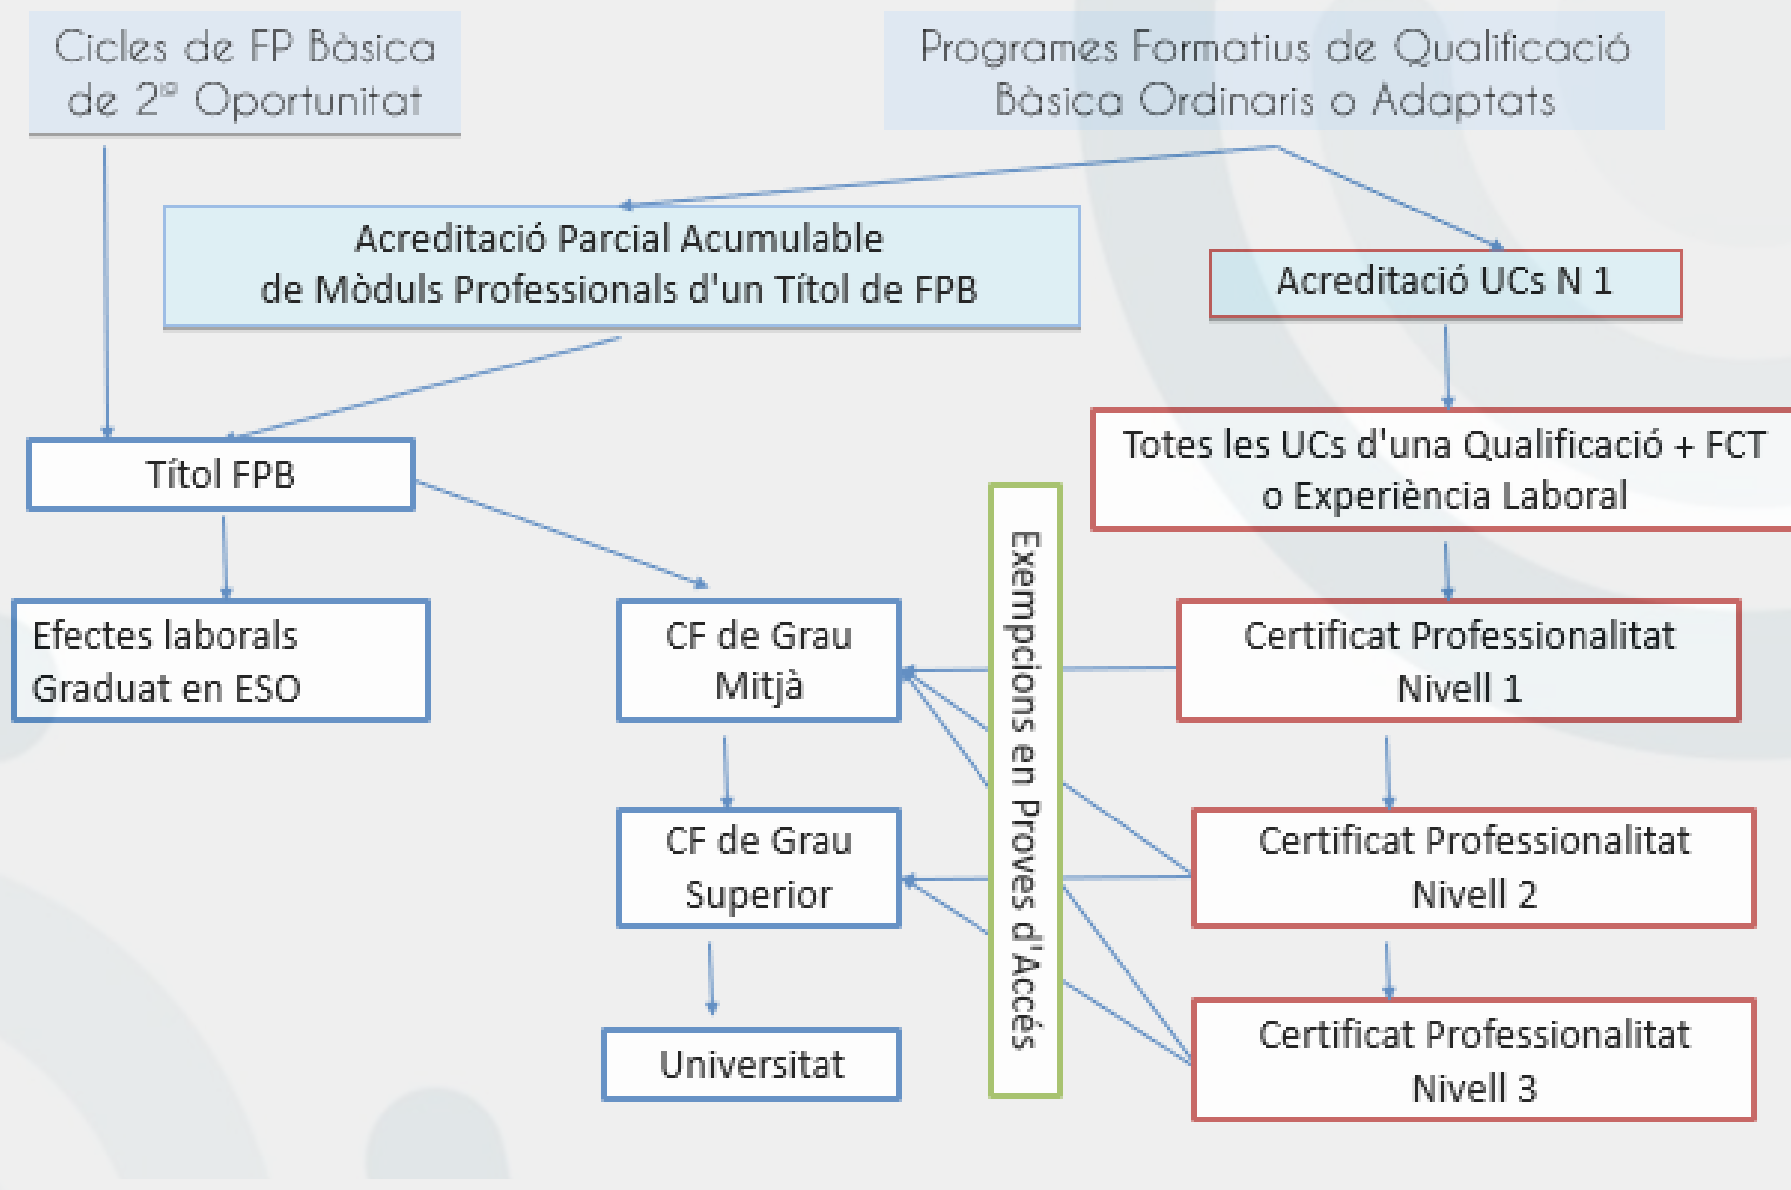 Cicles de FP Bàsica
de 2ª Oportunitat
Programes Formatius de Qualificació
Bàsica Ordinaris o Adaptats
Acreditació Parcial Acumulable
de Mòduls Professionals d'un Títol de FPB
Acreditació UCs N 1
Totes les UCs d'una Qualificació + FCT
o Experiència Laboral
Títol FPB
Efectes laborals
Graduat en ESO
CF de Grau
Mitjà
Exempcions en Proves d'Accés
Certificat Professionalitat
Nivell 1
CF de Grau
Superior
Certificat Professionalitat
Nivell 2
Universitat
Certificat Professionalitat
Nivell 3